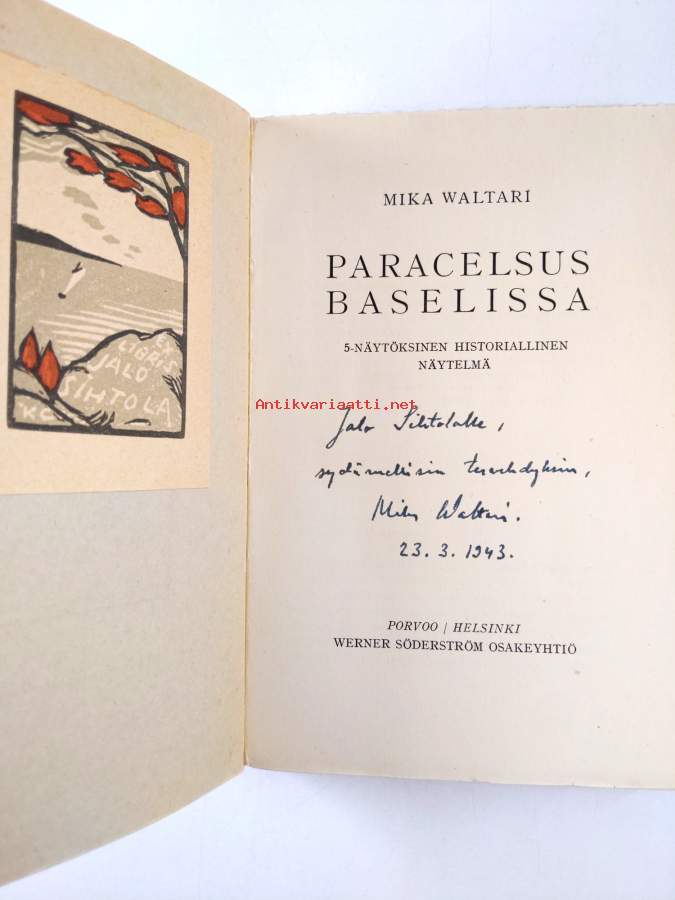 EX
LIBRIS
JALO
SIHTOLA
KC
MIKA WALTARI
PARACELSUS
BASELISSA
5-NÄYTÖKSINEN HISTORIALLINEN
NÄYTELMÄ
Antikvariaatti.net
Jalo Sihtolalle,
sydämellisin tervehdyksin,
Mika Waltari.
23.3.1943.
PORVOO / HELSINKI
WERNER SÖDERSTRÖM OSAKEYHTIÖ